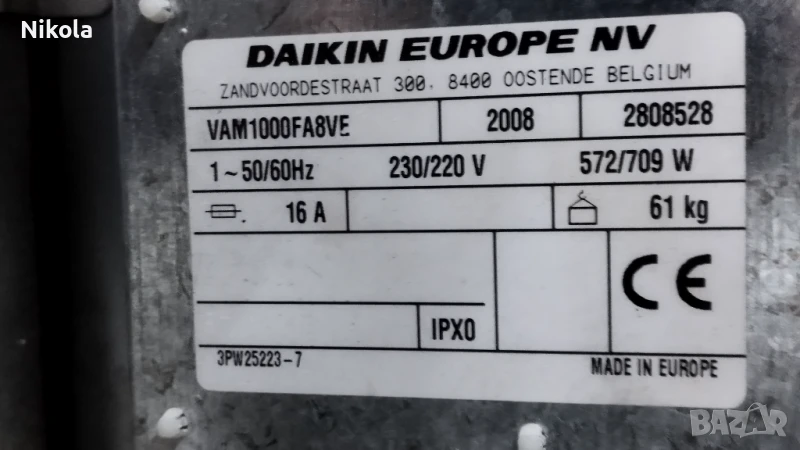 Nikola
DAIKIN EUROPE NV
ZANDVOORDESTRAAT 300. 8400 OOSTENDE BELGIUM
VAM1000FA8VE 2008 2808528
1~50/60Hz 230/220 V 572/709 W
16 A 61 kg
CE
IPX0
3PW25223-7 MADE IN EUROPE
BAZAR